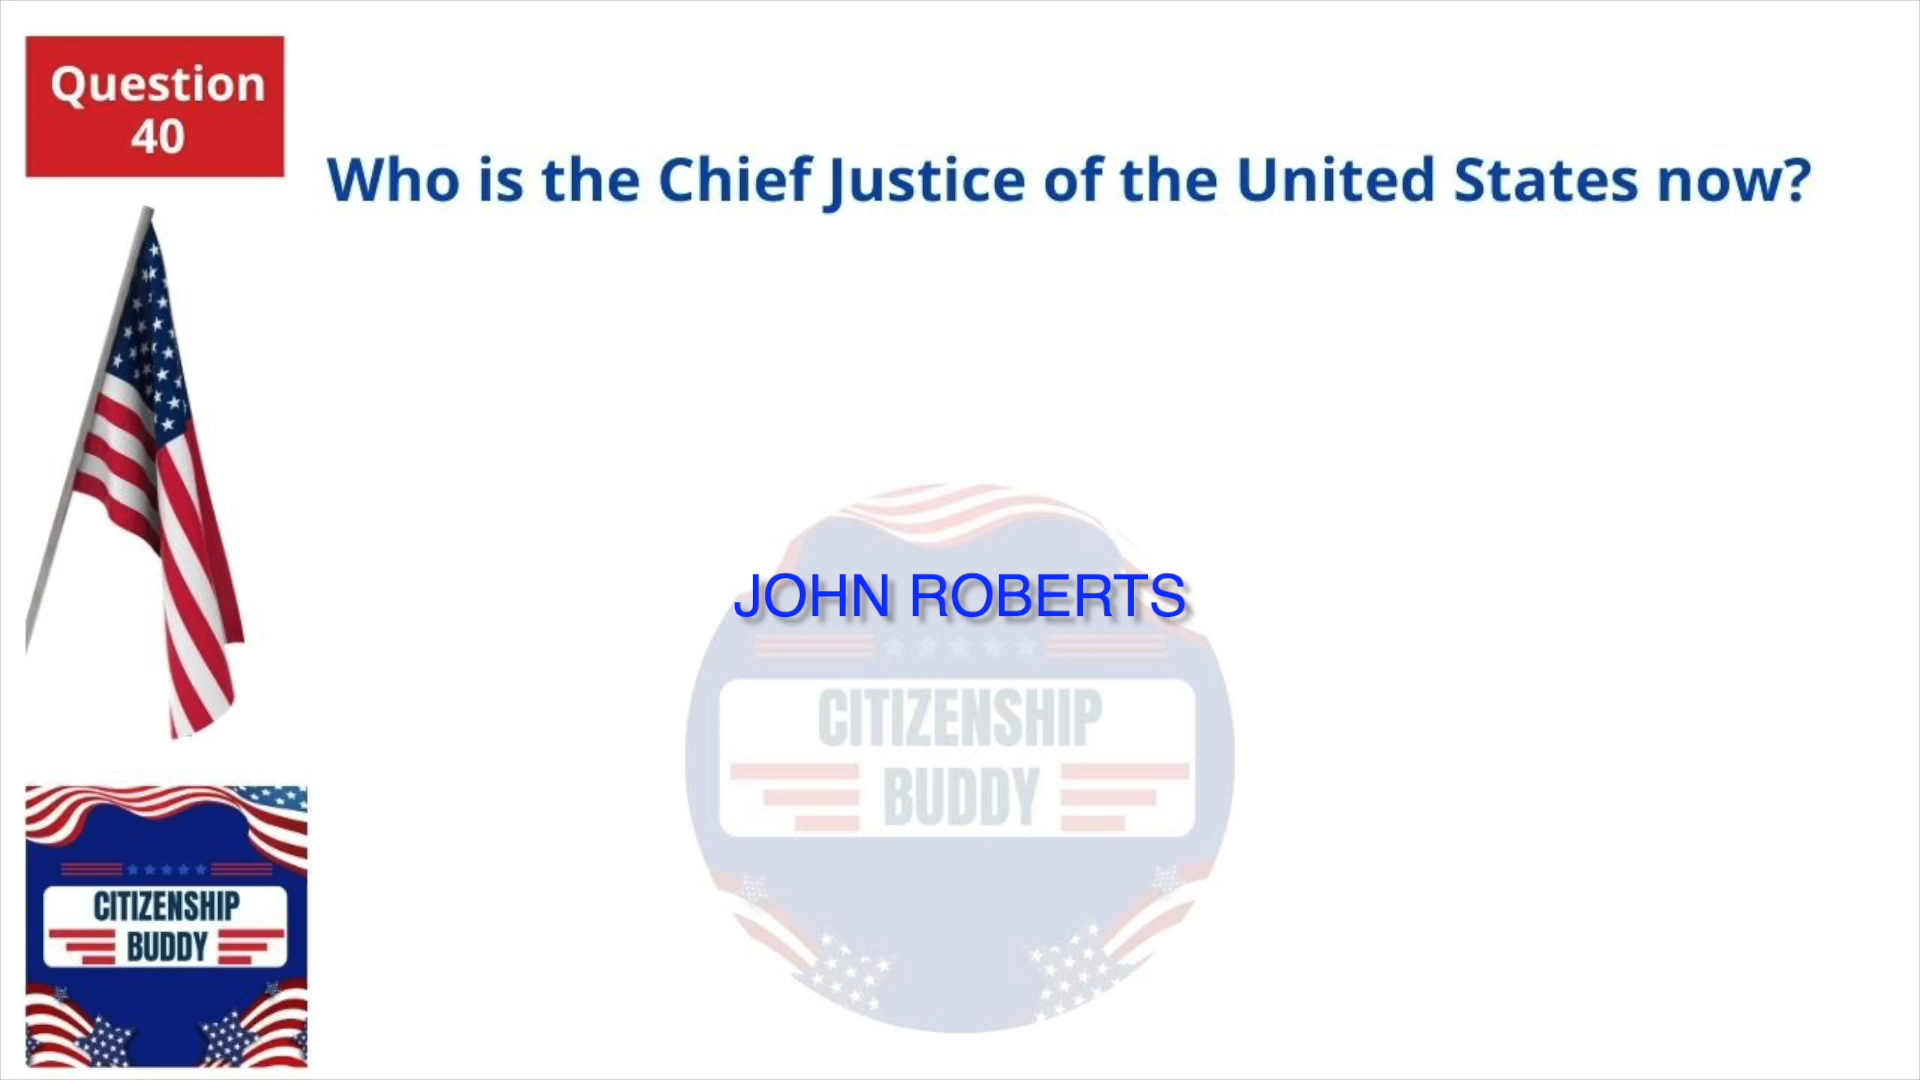 Question
40
Who is the Chief Justice of the United States now?
JOHN ROBERTS
CITIZENSHIP
BUDDY
CITIZENSHIP
BUDDY